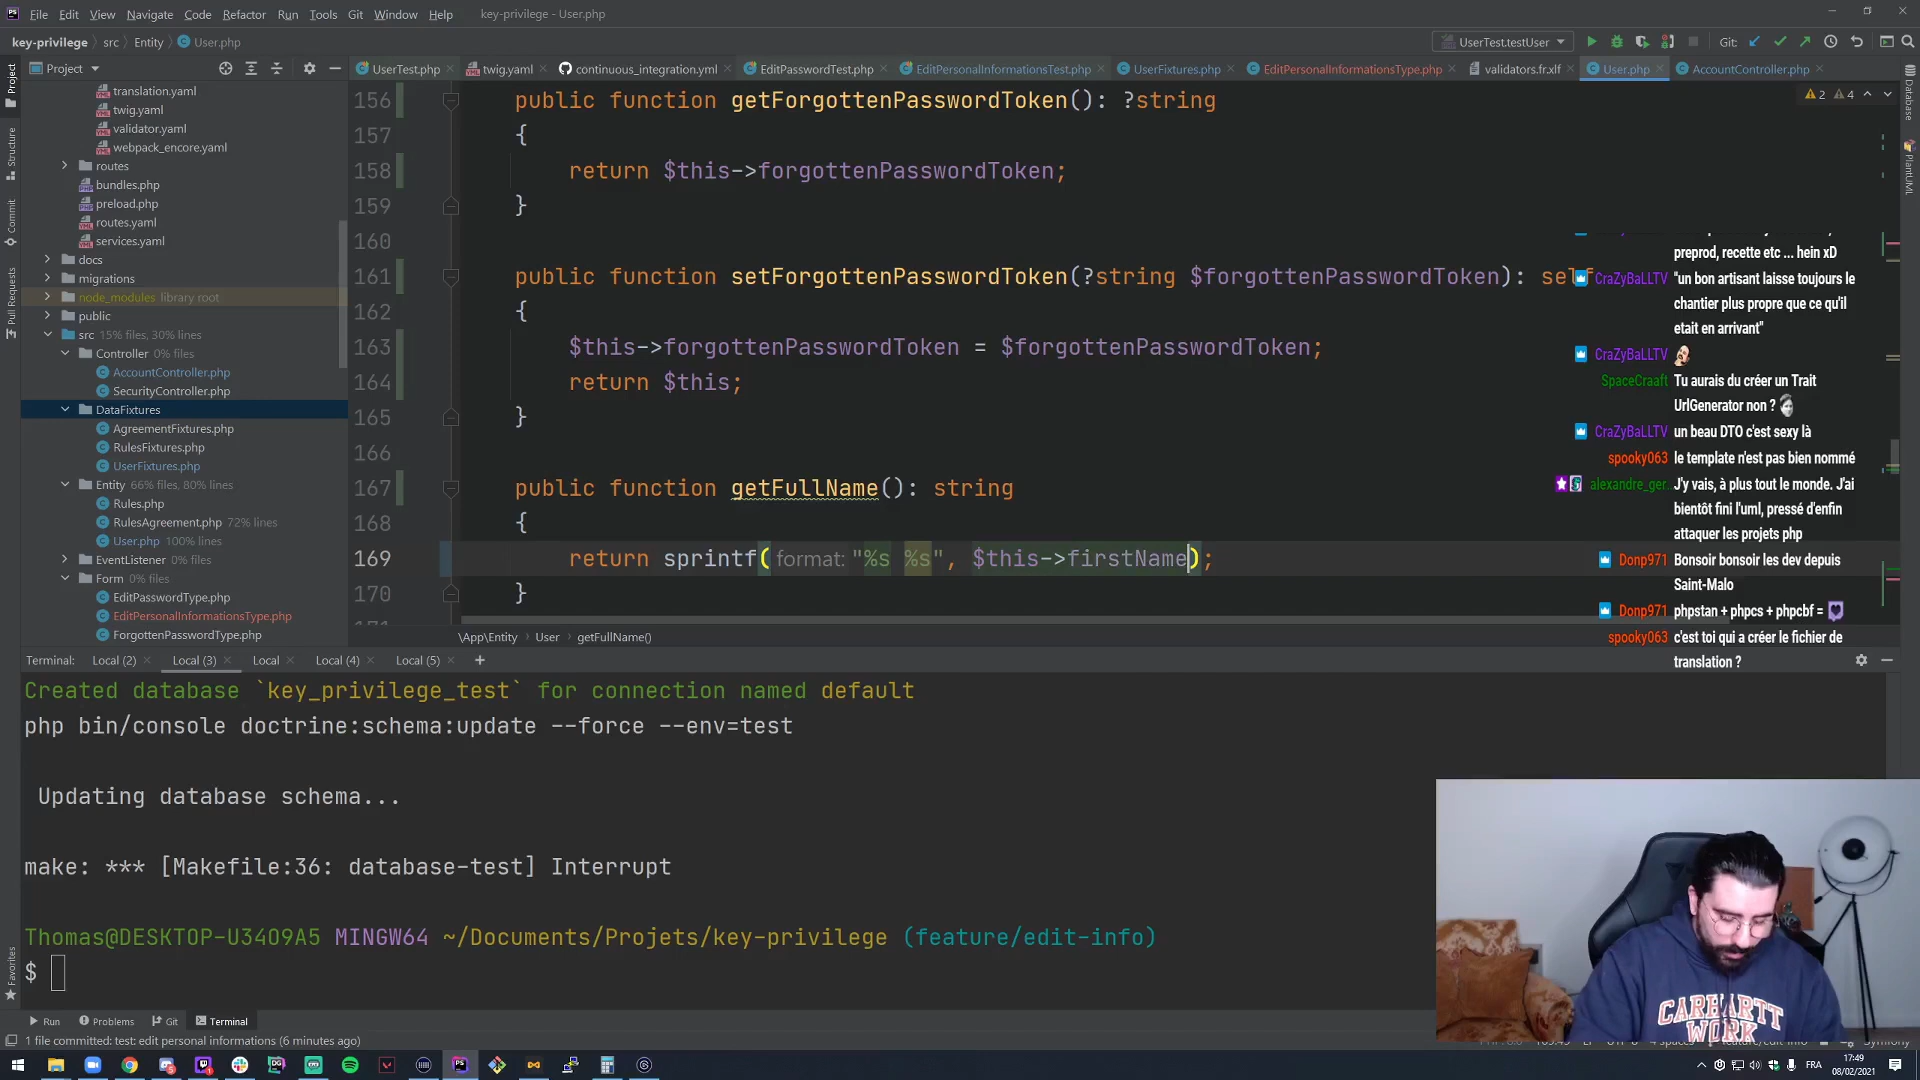 File Edit View Navigate Code Refactor Run Tools Git Window Help key-privilege - User.php
key-privilege src Entity User.php UserTest.testUser Git:
Project UserTest.php twig.yaml continuous_integration.yml EditPasswordTest.php EditPersonalInformationsTest.php UserFixtures.php EditPersonalInformationsType.php validators.fr.xlf User.php AccountController.php
Project
Structure
Commit
Pull Requests
Favorites
Database
PlantUML
translation.yaml
twig.yaml
validator.yaml
webpack_encore.yaml
routes
bundles.php
preload.php
routes.yaml
services.yaml
docs
migrations
node_modules library root
public
src 15% files, 30% lines
Controller 0% files
AccountController.php
SecurityController.php
DataFixtures
AgreementFixtures.php
RulesFixtures.php
UserFixtures.php
Entity 66% files, 80% lines
Rules.php
RulesAgreement.php 72% lines
User.php 100% lines
EventListener 0% files
Form 0% files
EditPasswordType.php
EditPersonalInformationsType.php
ForgottenPasswordType.php
2 4
156 public function getForgottenPasswordToken(): ?string
157 {
158 return $this->forgottenPasswordToken;
159 }
160
161 public function setForgottenPasswordToken(?string $forgottenPasswordToken): self
162 {
163 $this->forgottenPasswordToken = $forgottenPasswordToken;
164 return $this;
165 }
166
167 public function getFullName(): string
168 {
169 return sprintf( format: "%s %s", $this->firstName);
170 }
\App\Entity User getFullName()
preprod, recette etc ... hein xD
CraZyBaLLTV "un bon artisant laisse toujours le
chantier plus propre que ce qu'il
etait en arrivant"
CraZyBaLLTV
SpaceCraaft Tu aurais du créer un Trait
UrlGenerator non ?
CraZyBaLLTV un beau DTO c'est sexy là
spooky063 le template n'est pas bien nommé
alexandre_ger... J'y vais, à plus tout le monde. J'ai
bientôt fini l'uml, pressé d'enfin
attaquer les projets php
Donp971 Bonsoir bonsoir les dev depuis
Saint-Malo
Donp971 phpstan + phpcs + phpcbf =
spooky063 c'est toi qui a créer le fichier de
translation ?
Terminal: Local (2) Local (3) Local Local (4) Local (5)
Created database `key_privilege_test` for connection named default
php bin/console doctrine:schema:update --force --env=test
Updating database schema...
make: *** [Makefile:36: database-test] Interrupt
Thomas@DESKTOP-U34O9A5 MINGW64 ~/Documents/Projets/key-privilege (feature/edit-info)
$
CARHARTT
WORK
Run Problems Git Terminal
1 file committed: test: edit personal informations (6 minutes ago)
FRA 17:49
08/02/2021